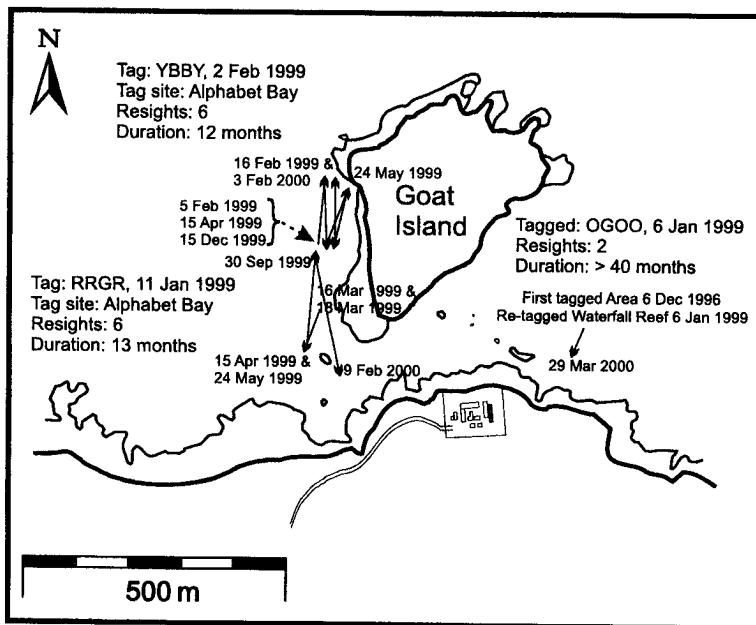 N
Tag: YBBY, 2 Feb 1999
Tag site: Alphabet Bay
Resights: 6
Duration: 12 months
16 Feb 1999 &
3 Feb 2000
24 May 1999
Goat
Island
5 Feb 1999
15 Apr 1999
15 Dec 1999
30 Sep 1999
Tagged: OGOO, 6 Jan 1999
Resights: 2
Duration: > 40 months
Tag: RRGR, 11 Jan 1999
Tag site: Alphabet Bay
Resights: 6
Duration: 13 months
16 Mar 1999 &
18 Mar 1999
First tagged Area 6 Dec 1996
Re-tagged Waterfall Reef 6 Jan 1999
15 Apr 1999 &
24 May 1999
9 Feb 2000
29 Mar 2000
500 m